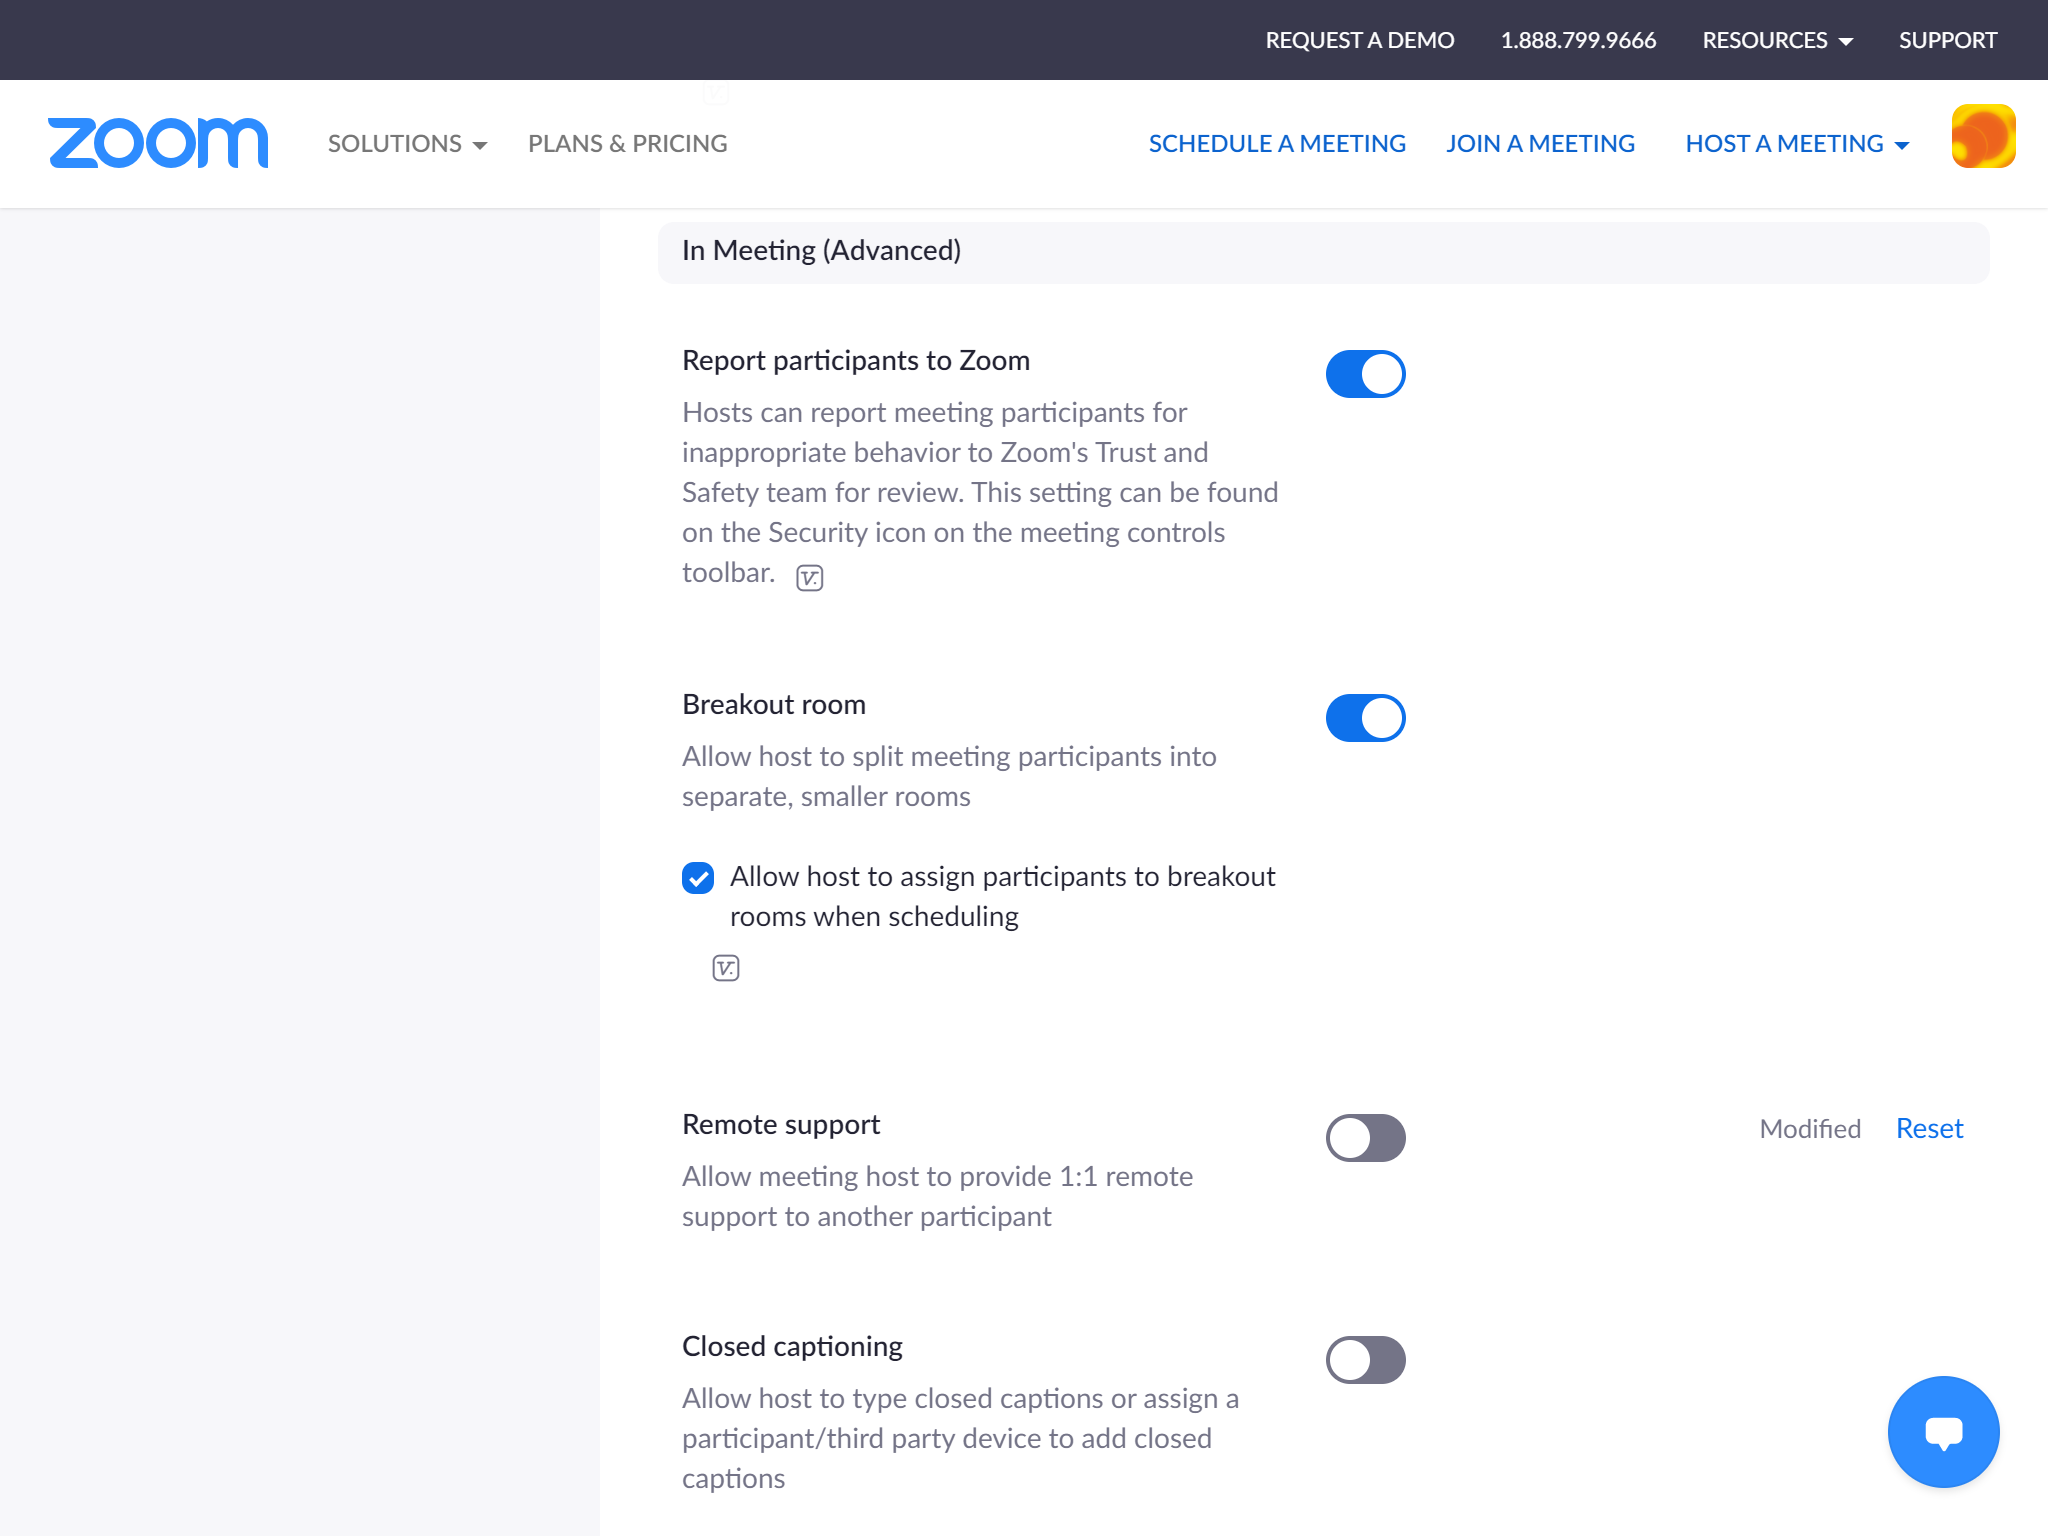 REQUEST A DEMO 1.888.799.9666 RESOURCES SUPPORT
zoom SOLUTIONS PLANS & PRICING SCHEDULE A MEETING JOIN A MEETING HOST A MEETING
In Meeting (Advanced)
Report participants to Zoom
Hosts can report meeting participants for
inappropriate behavior to Zoom's Trust and
Safety team for review. This setting can be found
on the Security icon on the meeting controls
toolbar. V.
Breakout room
Allow host to split meeting participants into
separate, smaller rooms
Allow host to assign participants to breakout
rooms when scheduling
V.
Remote support Modified Reset
Allow meeting host to provide 1:1 remote
support to another participant
Closed captioning
Allow host to type closed captions or assign a
participant/third party device to add closed
captions